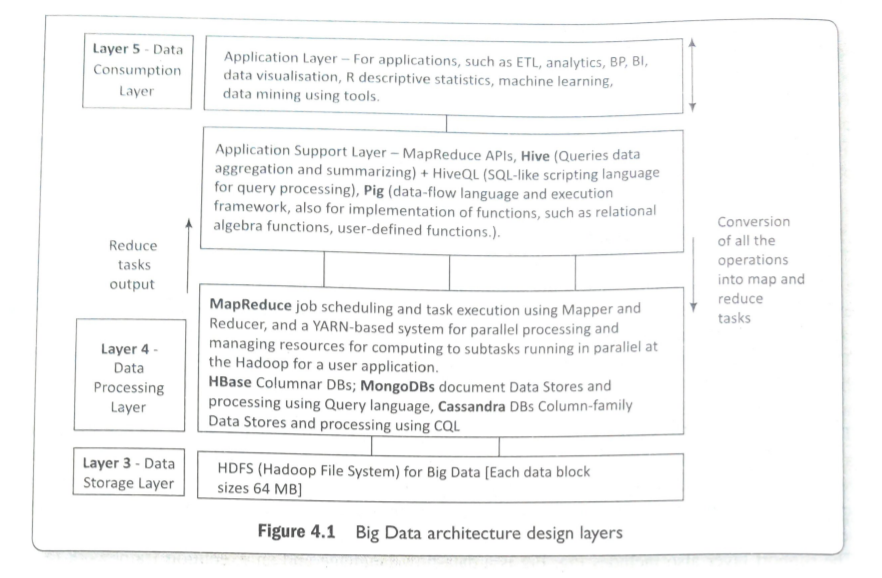 Layer 5 - Data
Consumption
Layer
Application Layer – For applications, such as ETL, analytics, BP, BI,
data visualisation, R descriptive statistics, machine learning,
data mining using tools.
Application Support Layer – MapReduce APIs, Hive (Queries data
aggregation and summarizing) + HiveQL (SQL-like scripting language
for query processing), Pig (data-flow language and execution
framework, also for implementation of functions, such as relational
algebra functions, user-defined functions.).
Reduce
tasks
output
Conversion
of all the
operations
into map and
reduce
tasks
Layer 4 -
Data
Processing
Layer
MapReduce job scheduling and task execution using Mapper and
Reducer, and a YARN-based system for parallel processing and
managing resources for computing to subtasks running in parallel at
the Hadoop for a user application.
HBase Columnar DBs; MongoDBs document Data Stores and
processing using Query language, Cassandra DBs Column-family
Data Stores and processing using CQL
Layer 3 - Data
Storage Layer
HDFS (Hadoop File System) for Big Data [Each data block
sizes 64 MB]
Figure 4.1 Big Data architecture design layers